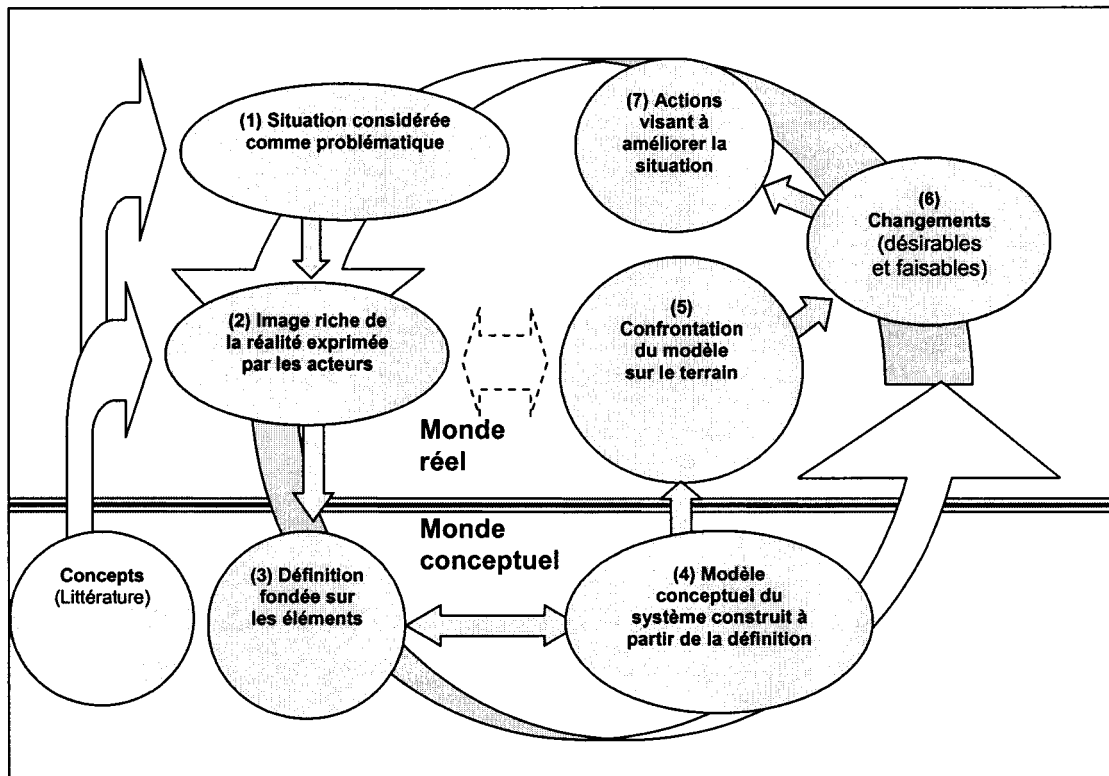 (1) Situation considérée
comme problématique
(2) Image riche de
la réalité exprimée
par les acteurs
(3) Définition
fondée sur
les éléments
(4) Modèle
conceptuel du
système construit à
partir de la définition
(5)
Confrontation
du modèle
sur le terrain
(6)
Changements
(désirables
et faisables)
(7) Actions
visant à
améliorer la
situation
Monde
réel
Monde
conceptuel
Concepts
(Littérature)